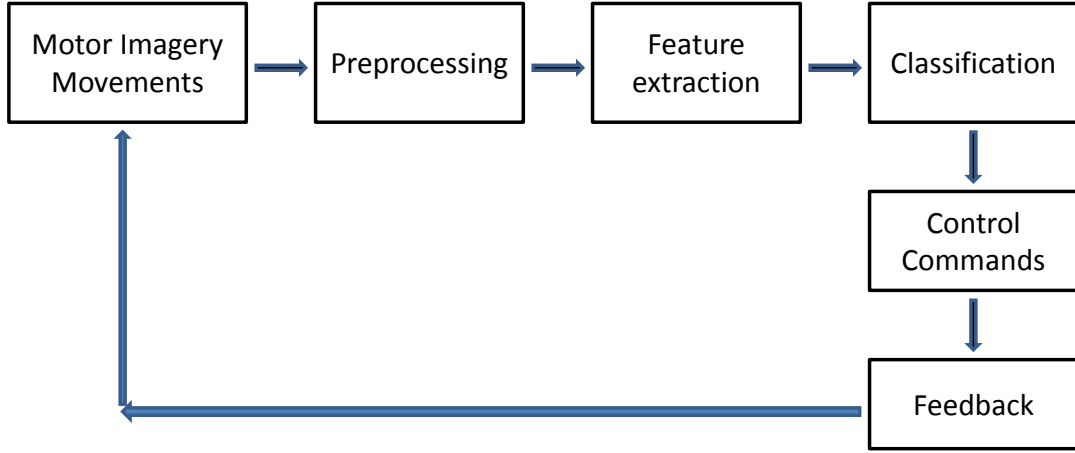 Motor Imagery
Movements
Preprocessing
Feature
extraction
Classification
Control
Commands
Feedback